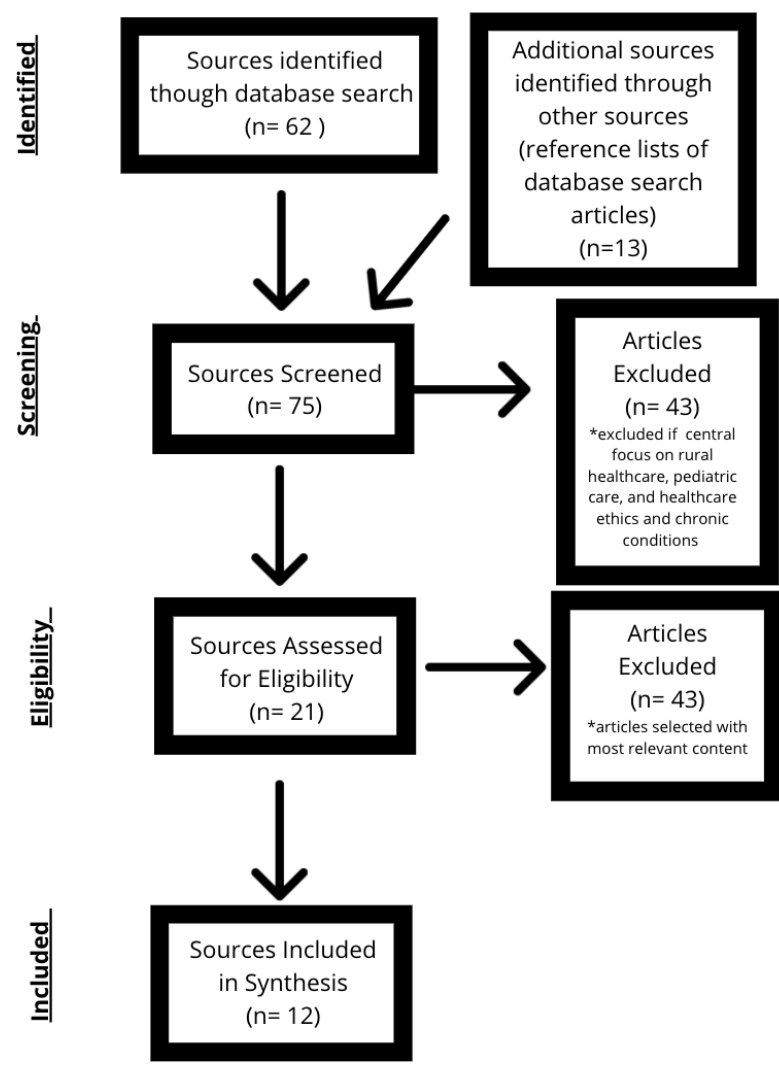 Identified
Sources identified
though database search
(n= 62 )
Additional sources
identified through
other sources
(reference lists of
database search
articles)
(n=13)
Screening
Sources Screened
(n= 75)
Articles
Excluded
(n= 43)
*excluded if central
focus on rural
healthcare, pediatric
care, and healthcare
ethics and chronic
conditions
Eligibility
Sources Assessed
for Eligibility
(n= 21)
Articles
Excluded
(n= 43)
*articles selected with
most relevant content
Included
Sources Included
in Synthesis
(n= 12)